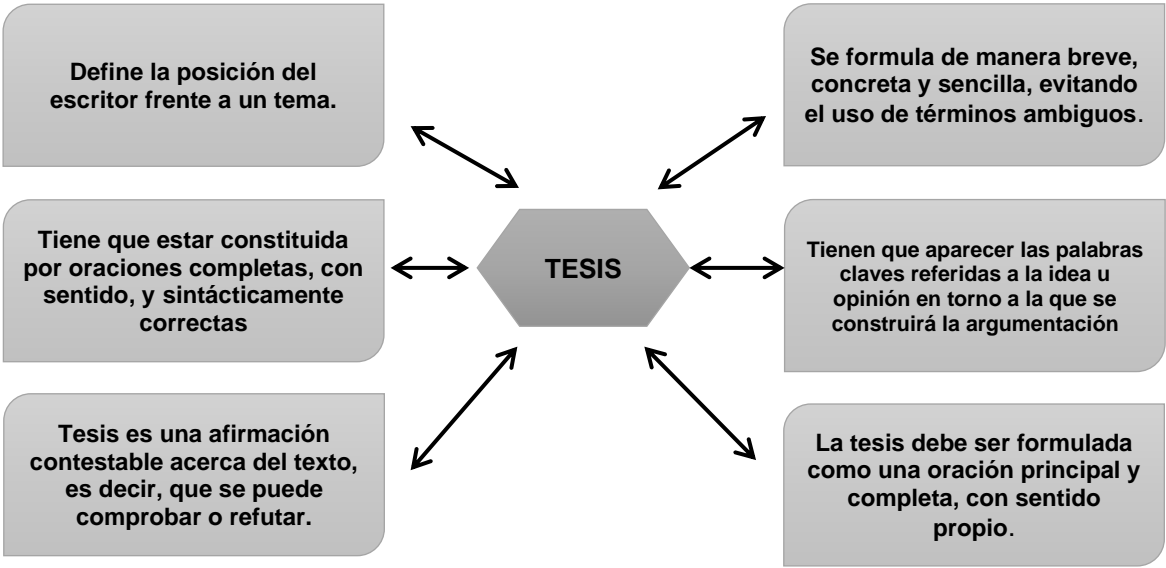 Define la posición del
escritor frente a un tema.
Se formula de manera breve,
concreta y sencilla, evitando
el uso de términos ambiguos.
Tiene que estar constituida
por oraciones completas, con
sentido, y sintácticamente
correctas
TESIS
Tienen que aparecer las palabras
claves referidas a la idea u
opinión en torno a la que se
construirá la argumentación
Tesis es una afirmación
contestable acerca del texto,
es decir, que se puede
comprobar o refutar.
La tesis debe ser formulada
como una oración principal y
completa, con sentido
propio.